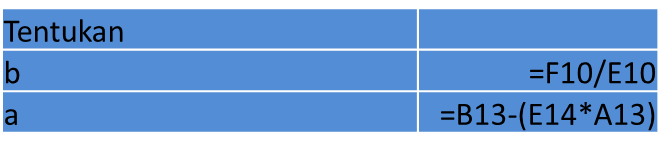 Tentukan
b =F10/E10
a =B13-(E14*A13)